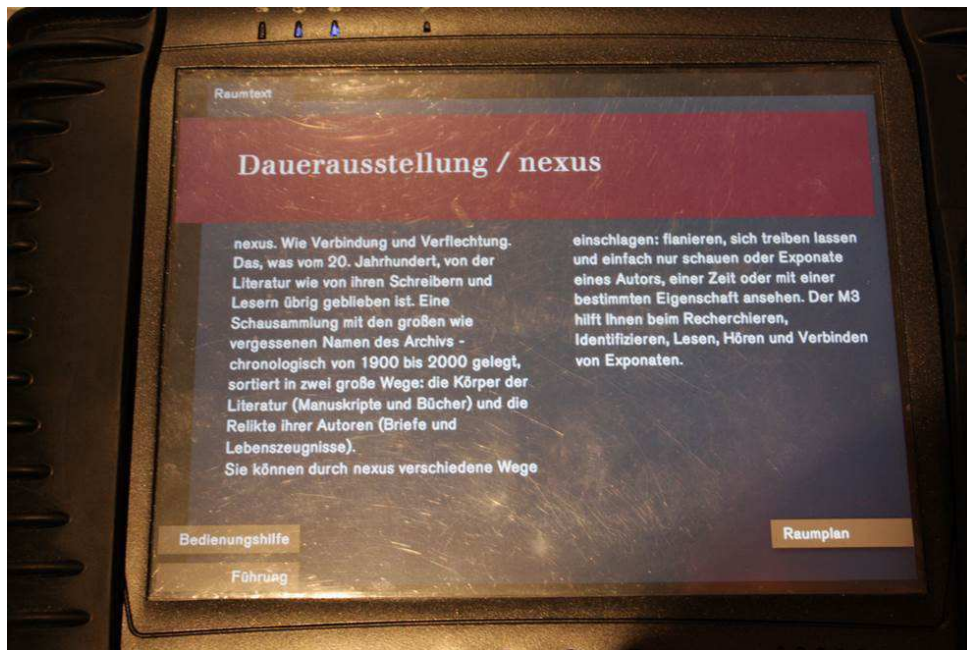 Raumtext
Dauerausstellung / nexus
nexus. Wie Verbindung und Verflechtung.
Das, was vom 20. Jahrhundert, von der
Literatur wie von ihren Schreibern und
Lesern übrig geblieben ist. Eine
Schausammlung mit den großen wie
vergessenen Namen des Archivs -
chronologisch von 1900 bis 2000 gelegt,
sortiert in zwei große Wege: die Körper der
Literatur (Manuskripte und Bücher) und die
Relikte ihrer Autoren (Briefe und
Lebenszeugnisse).
Sie können durch nexus verschiedene Wege
einschlagen: flanieren, sich treiben lassen
und einfach nur schauen oder Exponate
eines Autors, einer Zeit oder mit einer
bestimmten Eigenschaft ansehen. Der M3
hilft Ihnen beim Recherchieren,
Identifizieren, Lesen, Hören und Verbinden
von Exponaten.
Bedienungshilfe
Führung
Raumplan